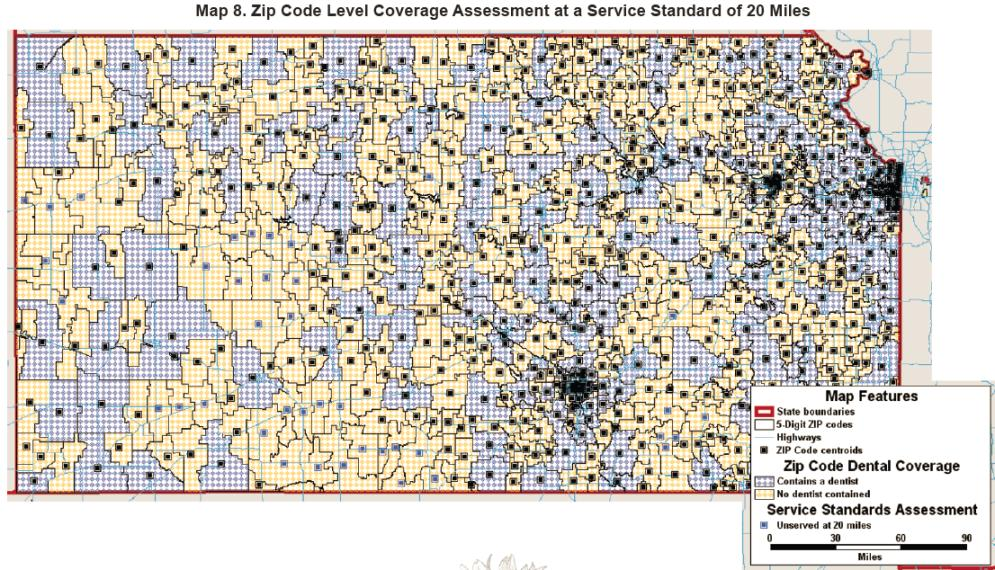 Map 8. Zip Code Level Coverage Assessment at a Service Standard of 20 Miles
Map Features
State boundaries
5-Digit ZIP codes
Highways
ZIP Code centroids
Zip Code Dental Coverage
Contains a dentist
No dentist contained
Service Standards Assessment
Unserved at 20 miles
0 30 60 90
Miles